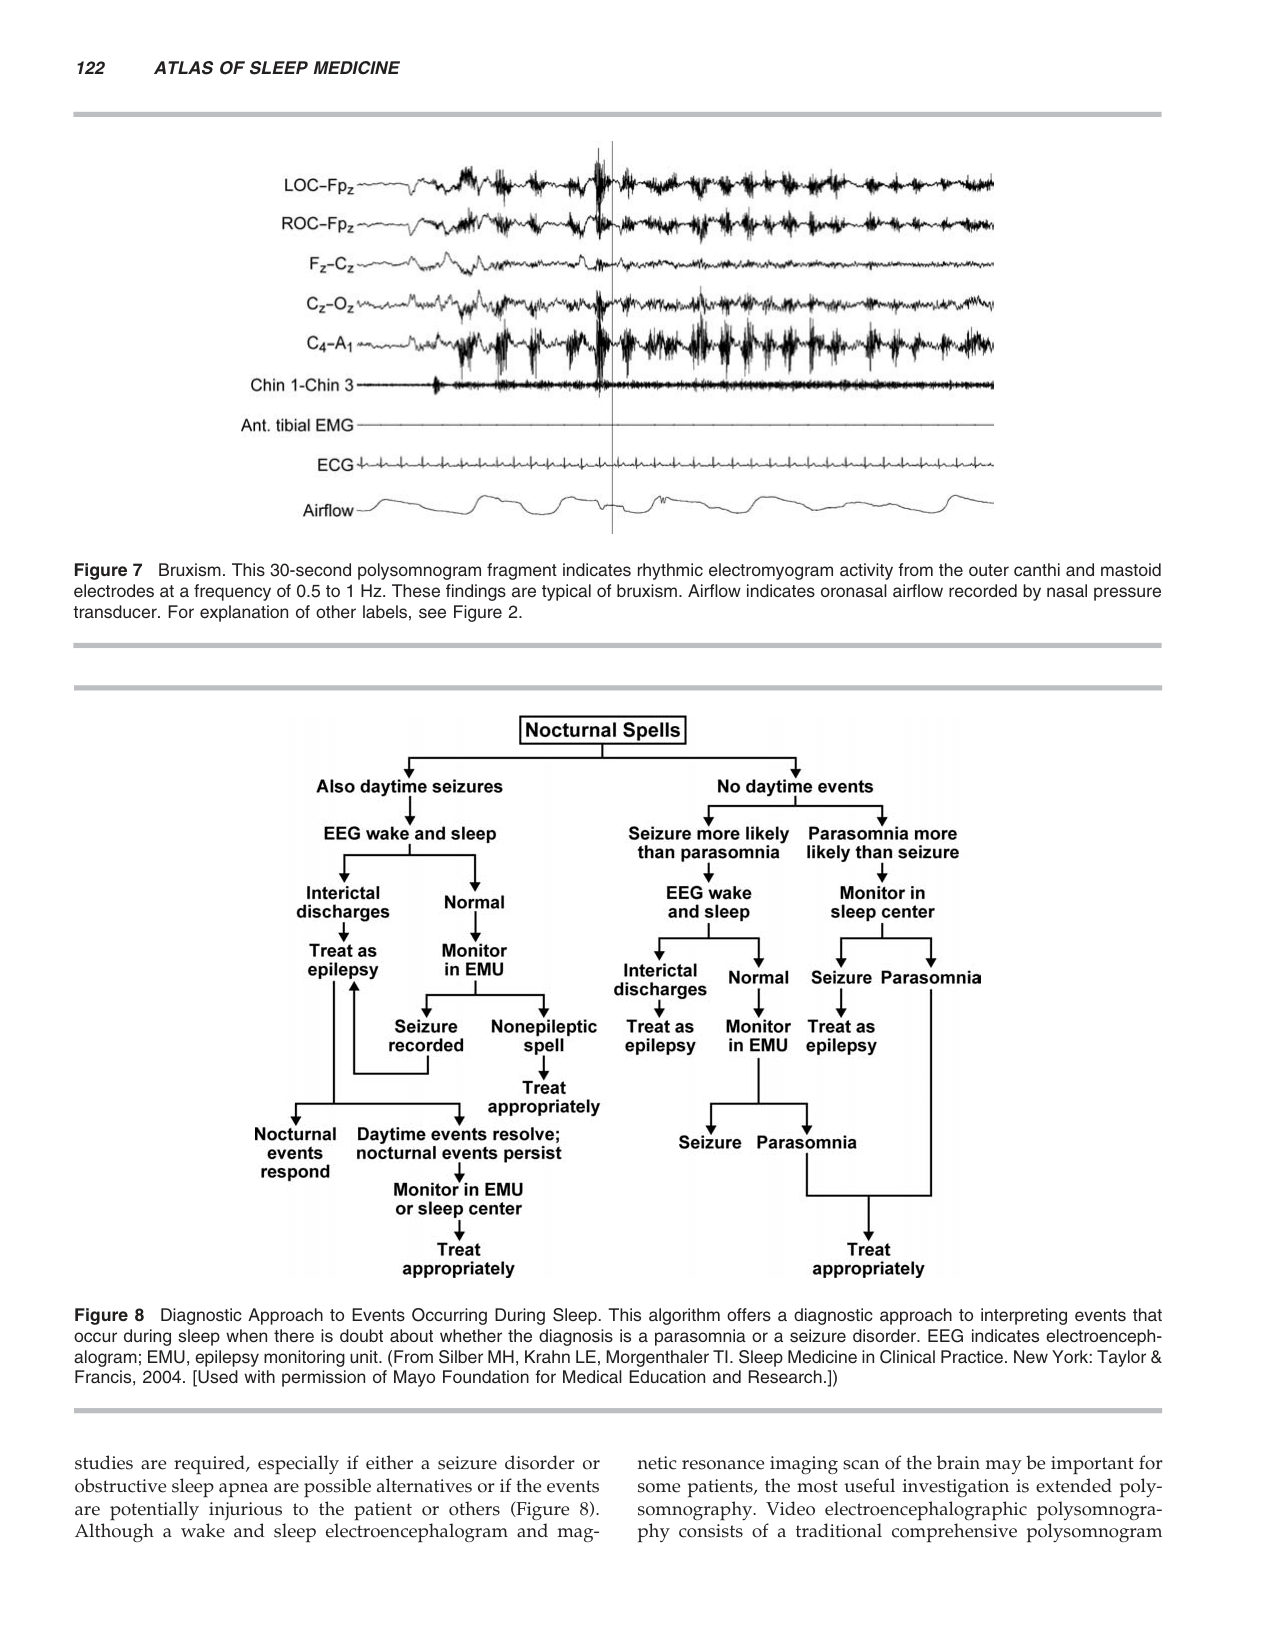 122 ATLAS OF SLEEP MEDICINE
LOC–Fpz
ROC–Fpz
Fz–Cz
Cz–Oz
C4–A1
Chin 1-Chin 3
Ant. tibial EMG
ECG
Airflow
Figure 7 Bruxism. This 30-second polysomnogram fragment indicates rhythmic electromyogram activity from the outer canthi and mastoid
electrodes at a frequency of 0.5 to 1 Hz. These findings are typical of bruxism. Airflow indicates oronasal airflow recorded by nasal pressure
transducer. For explanation of other labels, see Figure 2.
Nocturnal Spells
Also daytime seizures
No daytime events
EEG wake and sleep
Seizure more likely
than parasomnia
Parasomnia more
likely than seizure
Interictal
discharges
Normal
EEG wake
and sleep
Monitor in
sleep center
Treat as
epilepsy
Monitor
in EMU
Interictal
discharges
Normal
Seizure
Parasomnia
Seizure
recorded
Nonepileptic
spell
Treat as
epilepsy
Monitor
in EMU
Treat as
epilepsy
Treat
appropriately
Nocturnal
events
respond
Daytime events resolve;
nocturnal events persist
Seizure
Parasomnia
Monitor in EMU
or sleep center
Treat
appropriately
Treat
appropriately
Figure 8 Diagnostic Approach to Events Occurring During Sleep. This algorithm offers a diagnostic approach to interpreting events that
occur during sleep when there is doubt about whether the diagnosis is a parasomnia or a seizure disorder. EEG indicates electroenceph-
alogram; EMU, epilepsy monitoring unit. (From Silber MH, Krahn LE, Morgenthaler TI. Sleep Medicine in Clinical Practice. New York: Taylor &
Francis, 2004. [Used with permission of Mayo Foundation for Medical Education and Research.])
studies are required, especially if either a seizure disorder or
obstructive sleep apnea are possible alternatives or if the events
are potentially injurious to the patient or others (Figure 8).
Although a wake and sleep electroencephalogram and mag-
netic resonance imaging scan of the brain may be important for
some patients, the most useful investigation is extended poly-
somnography. Video electroencephalographic polysomnogra-
phy consists of a traditional comprehensive polysomnogram